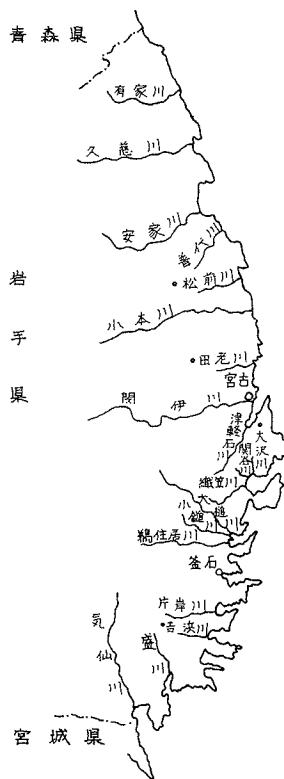 青森県
有家川
久慈川
安家川
普代川
松前川
岩手県
小本川
田老川
宮古
閉伊川
津軽石川
大沢川
関谷川
織笠川
大槌川
小鎚川
鵜住居川
釜石
片岸川
吉浜川
盛川
気仙川
宮城県